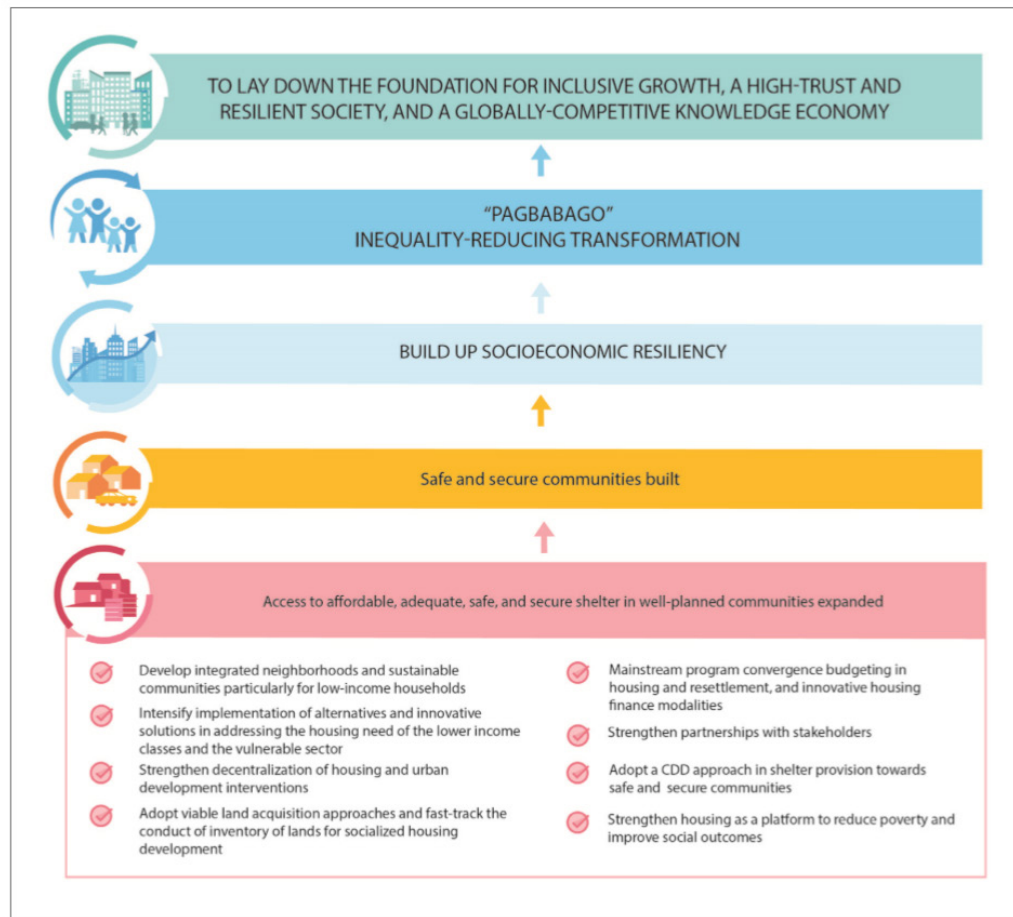 TO LAY DOWN THE FOUNDATION FOR INCLUSIVE GROWTH, A HIGH-TRUST AND
RESILIENT SOCIETY, AND A GLOBALLY-COMPETITIVE KNOWLEDGE ECONOMY
“PAGBABAGO”
INEQUALITY-REDUCING TRANSFORMATION
BUILD UP SOCIOECONOMIC RESILIENCY
Safe and secure communities built
Access to affordable, adequate, safe, and secure shelter in well-planned communities expanded
Develop integrated neighborhoods and sustainable
communities particularly for low-income households
Intensify implementation of alternatives and innovative
solutions in addressing the housing need of the lower income
classes and the vulnerable sector
Strengthen decentralization of housing and urban
development interventions
Adopt viable land acquisition approaches and fast-track the
conduct of inventory of lands for socialized housing
development
Mainstream program convergence budgeting in
housing and resettlement, and innovative housing
finance modalities
Strengthen partnerships with stakeholders
Adopt a CDD approach in shelter provision towards
safe and secure communities
Strengthen housing as a platform to reduce poverty and
improve social outcomes